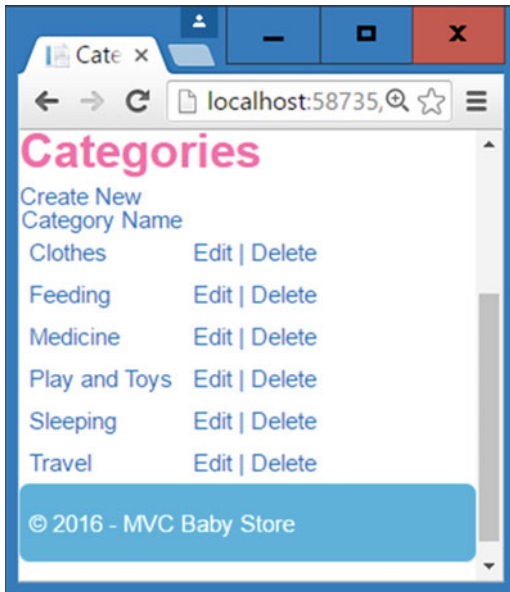 Cate
localhost:58735,
Categories
Create New
Category Name
Clothes Edit | Delete
Feeding Edit | Delete
Medicine Edit | Delete
Play and Toys Edit | Delete
Sleeping Edit | Delete
Travel Edit | Delete
© 2016 - MVC Baby Store